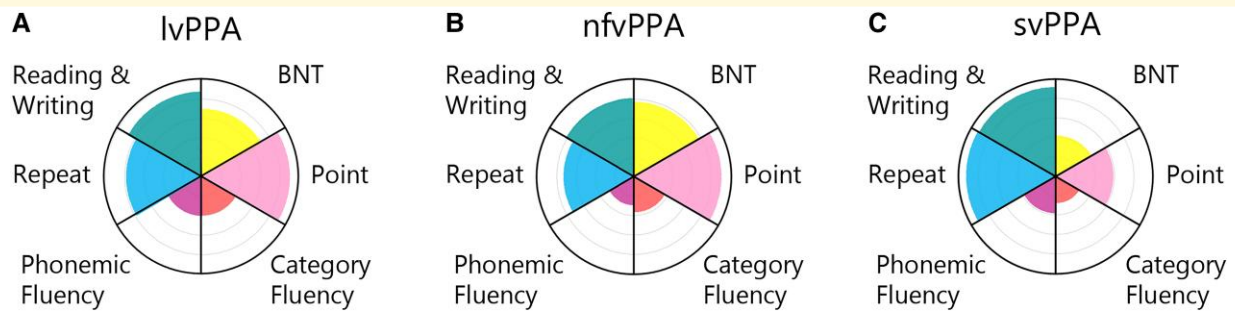 A
lvPPA
Reading &
Writing
BNT
Repeat
Point
Phonemic
Fluency
Category
Fluency
B
nfvPPA
Reading &
Writing
BNT
Repeat
Point
Phonemic
Fluency
Category
Fluency
C
svPPA
Reading &
Writing
BNT
Repeat
Point
Phonemic
Fluency
Category
Fluency